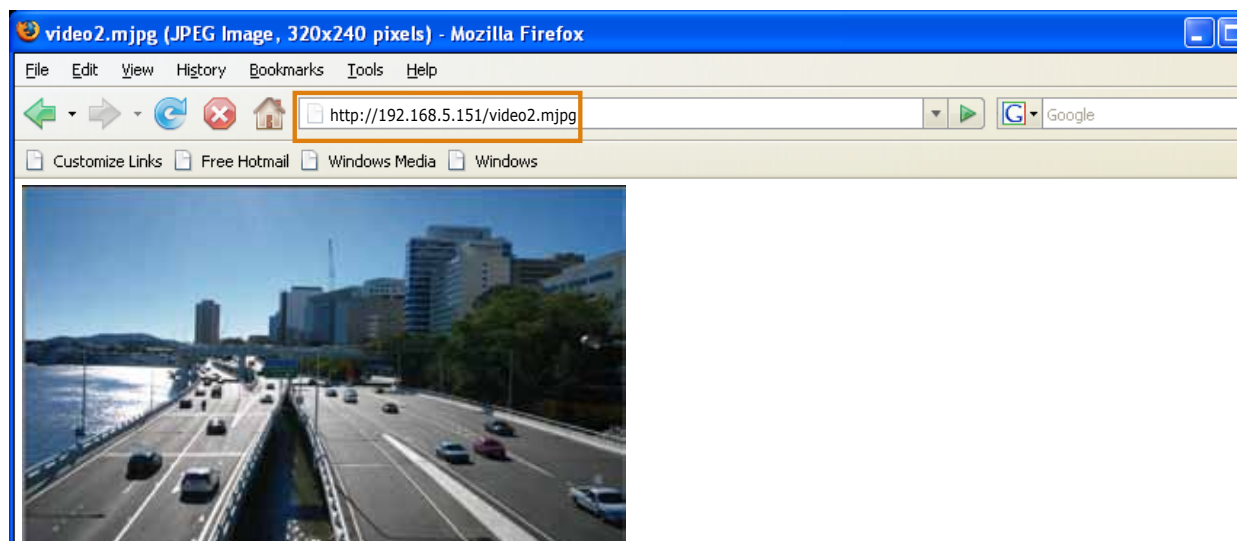 video2.mjpg (JPEG Image, 320x240 pixels) - Mozilla Firefox
File Edit View History Bookmarks Tools Help
http://192.168.5.151/video2.mjpg G Google
Customize Links Free Hotmail Windows Media Windows